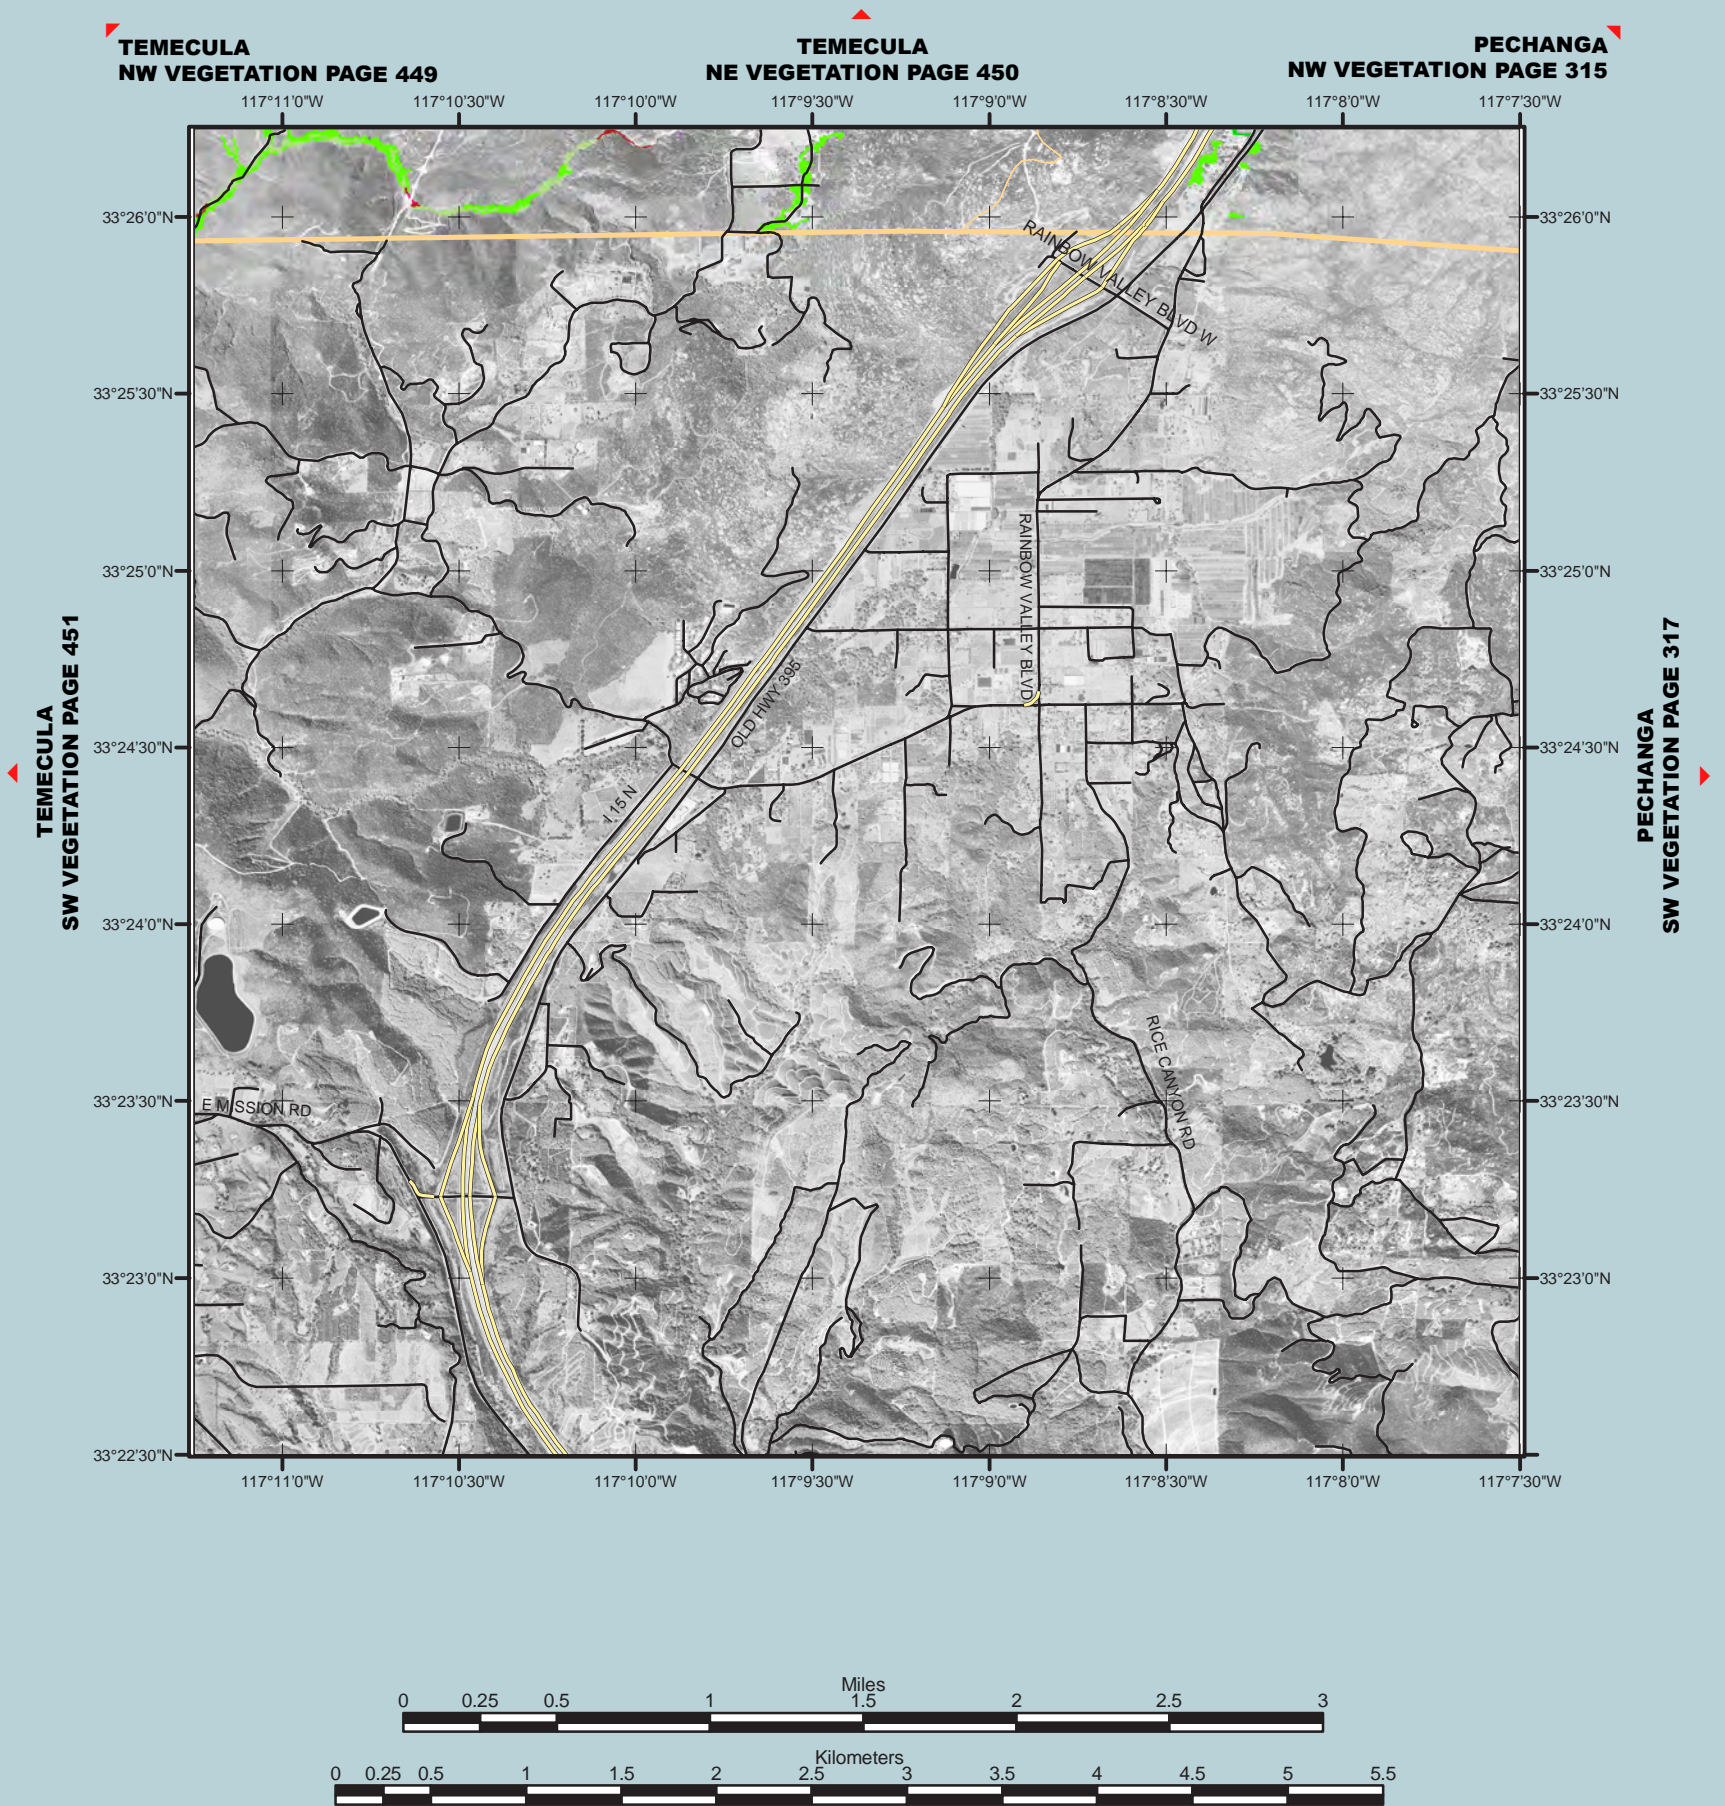 TEMECULA
NW VEGETATION PAGE 449
TEMECULA
NE VEGETATION PAGE 450
PECHANGA
NW VEGETATION PAGE 315
117°11'0"W
117°10'30"W
117°10'0"W
117°9'30"W
117°9'0"W
117°8'30"W
117°8'0"W
117°7'30"W
33°26'0"N
33°26'0"N
RAINBOW VALLEY BLVD W
33°25'30"N
33°25'30"N
RAINBOW VALLEY BLVD
33°25'0"N
33°25'0"N
TEMECULA
SW VEGETATION PAGE 451
PECHANGA
SW VEGETATION PAGE 317
OLD HWY 395
33°24'30"N
33°24'30"N
I 15 N
33°24'0"N
33°24'0"N
RICE CANYON RD
33°23'30"N
33°23'30"N
E MISSION RD
33°23'0"N
33°23'0"N
33°22'30"N
117°11'0"W
117°10'30"W
117°10'0"W
117°9'30"W
117°9'0"W
117°8'30"W
117°8'0"W
117°7'30"W
Miles
0 0.25 0.5 1 1.5 2 2.5 3
Kilometers
0 0.25 0.5 1 1.5 2 2.5 3 3.5 4 4.5 5 5.5